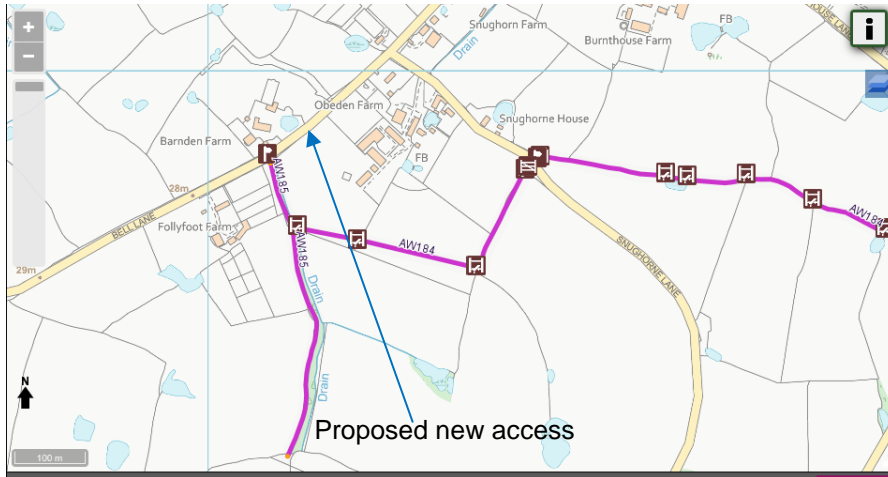 +
−
i
Snughorn Farm
FB
Drain
Burnthouse Farm
Obeden Farm
Snughorne House
Barnden Farm
FB
AW185
28m
BELL LANE
Follyfoot Farm
AW185
AW184
AW184
SNUGHORNE LANE
29m
Drain
Drain
N
Proposed new access
100 m